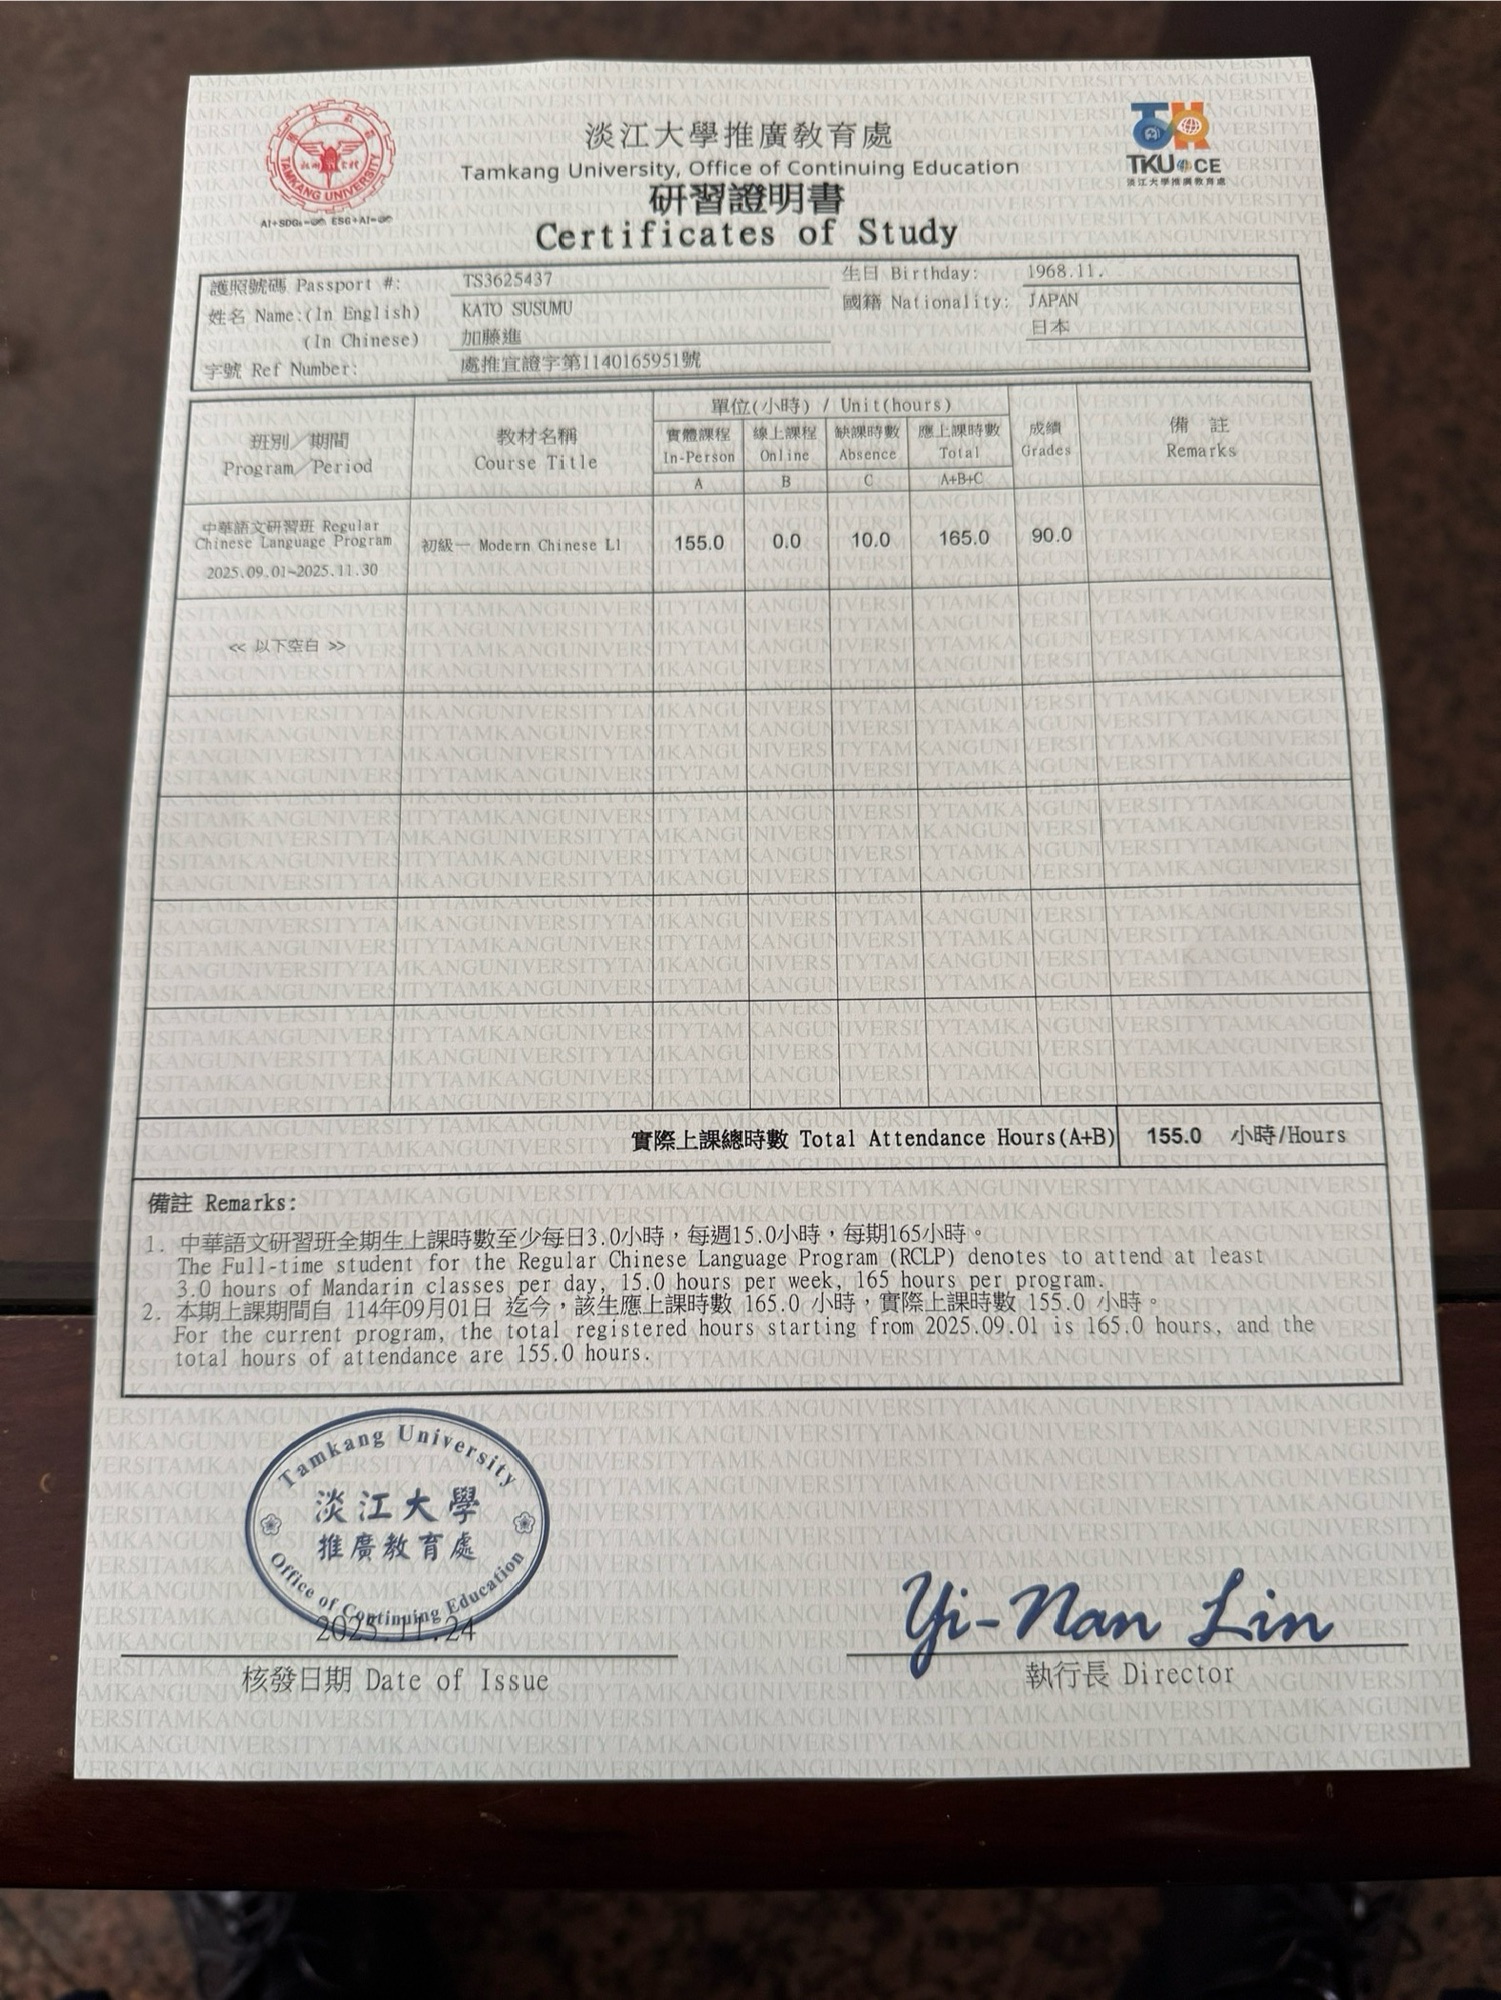 淡江大學推廣教育處
Tamkang University, Office of Continuing Education
研習證明書
Certificates of Study
TAMKANG UNIVERSITY
AI+SDGs=∞ ESG+AI=∞
TKU CE
淡江大學推廣教育處
護照號碼 Passport #: TS3625437 生日 Birthday: 1968.11.
姓名 Name:(In English) KATO SUSUMU 國籍 Nationality: JAPAN
(In Chinese) 加藤進 日本
字號 Ref Number: 處推宜證字第1140165951號
單位(小時) / Unit(hours)
班別／期間 教材名稱 實體課程 線上課程 缺課時數 應上課時數 成績 備 註
Program／Period Course Title In-Person Online Absence Total Grades Remarks
A B C A+B+C
中華語文研習班 Regular
Chinese Language Program
2025.09.01~2025.11.30
初級一 Modern Chinese L1 155.0 0.0 10.0 165.0 90.0
<< 以下空白 >>
實際上課總時數 Total Attendance Hours(A+B) 155.0 小時/Hours
備註 Remarks:
1. 中華語文研習班全期生上課時數至少每日3.0小時，每週15.0小時，每期165小時。
The Full-time student for the Regular Chinese Language Program (RCLP) denotes to attend at least
3.0 hours of Mandarin classes per day, 15.0 hours per week, 165 hours per program.
2. 本期上課期間自 114年09月01日 迄今，該生應上課時數 165.0 小時，實際上課時數 155.0 小時。
For the current program, the total registered hours starting from 2025.09.01 is 165.0 hours, and the
total hours of attendance are 155.0 hours.
Tamkang University
淡江大學
推廣教育處
Office of Continuing Education
2025.11.24
Yi-Nan Lin
核發日期 Date of Issue
執行長 Director